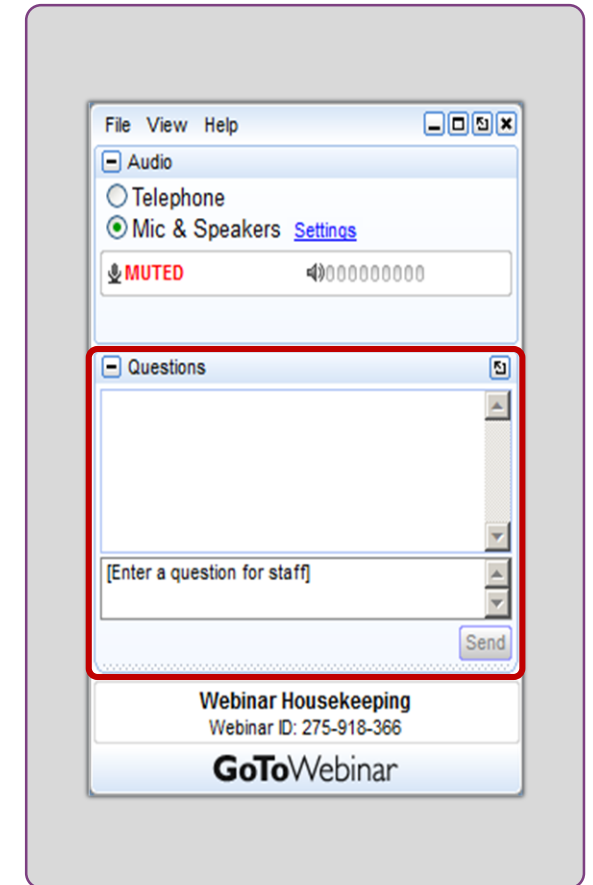 File View Help
Audio
Telephone
Mic & Speakers Settings
MUTED 000000000
Questions
[Enter a question for staff]
Send
Webinar Housekeeping
Webinar ID: 275-918-366
GoToWebinar